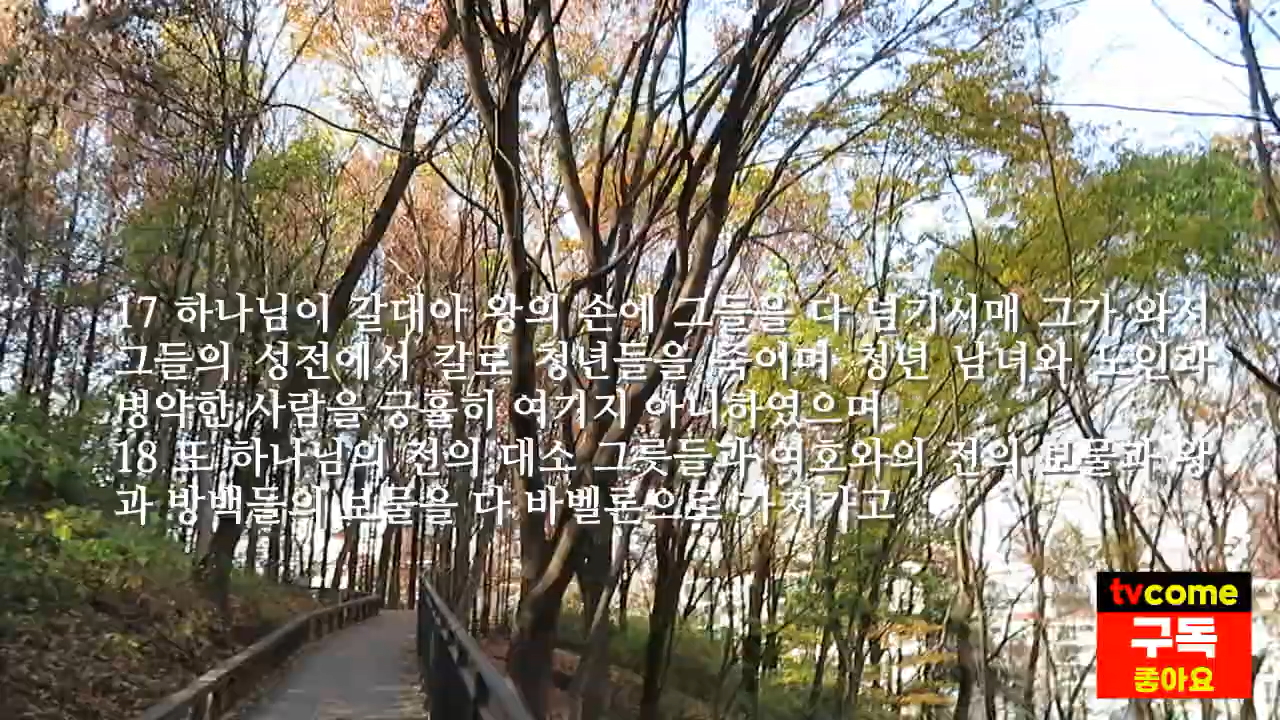 17 하나님이 갈대아 왕의 손에 그들을 다 넘기시매 그가 와서
그들의 성전에서 칼로 청년들을 죽이며 청년 남녀와 노인과
병약한 사람을 긍휼히 여기지 아니하였으며
18 또 하나님의 전의 대소 그릇들과 여호와의 전의 보물과 왕
과 방백들의 보물을 다 바벨론으로 가져가고
tvcome
구독
좋아요